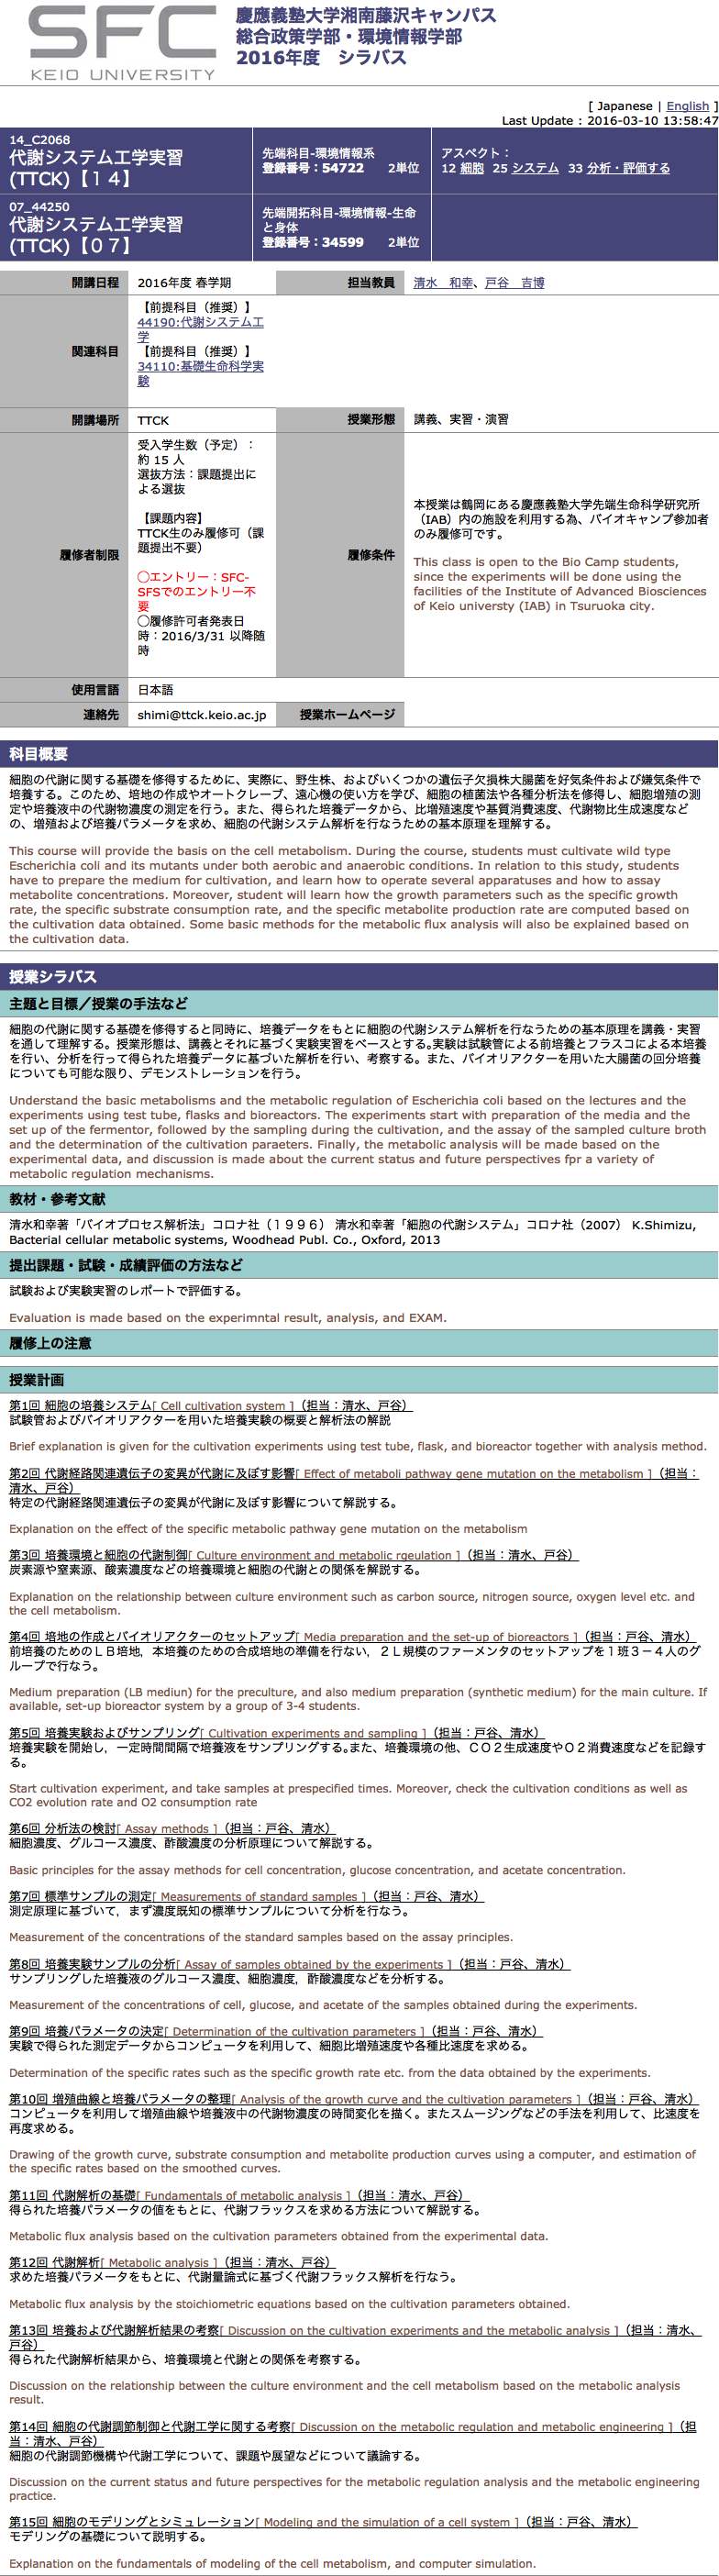 SFC
KEIO UNIVERSITY
慶應義塾大学湘南藤沢キャンパス
総合政策学部・環境情報学部
2016年度　シラバス
[ Japanese | English ]
Last Update : 2016-03-10 13:58:47
14_C2068
代謝システム工学実習
(TTCK)【１４】
先端科目-環境情報系
登録番号：54722　　2単位
アスペクト：
12 細胞 25 システム 33 分析・評価する
07_44250
代謝システム工学実習
(TTCK)【０７】
先端開拓科目-環境情報-生命
と身体
登録番号：34599　　2単位
開講日程
2016年度 春学期
担当教員
清水　和幸、戸谷　吉博
関連科目
【前提科目（推奨）】
44190:代謝システム工
学
【前提科目（推奨）】
34110:基礎生命科学実
験
開講場所
TTCK
授業形態
講義、実習・演習
履修者制限
受入学生数（予定）：
約 15 人
選抜方法：課題提出に
よる選抜
【課題内容】
TTCK生のみ履修可（課
題提出不要）
◯エントリー：SFC-
SFSでのエントリー不
要
◯履修許可者発表日
時：2016/3/31 以降随
時
履修条件
本授業は鶴岡にある慶應義塾大学先端生命科学研究所
（IAB）内の施設を利用する為、バイオキャンプ参加者
のみ履修可です。
This class is open to the Bio Camp students,
since the experiments will be done using the
facilities of the Institute of Advanced Biosciences
of Keio universty (IAB) in Tsuruoka city.
使用言語
日本語
連絡先
shimi@ttck.keio.ac.jp
授業ホームページ
科目概要
細胞の代謝に関する基礎を修得するために、実際に、野生株、およびいくつかの遺伝子欠損株大腸菌を好気条件および嫌気条件で
培養する。このため、培地の作成やオートクレーブ、遠心機の使い方を学び、細胞の植菌法や各種分析法を修得し、細胞増殖の測
定や培養液中の代謝物濃度の測定を行う。また、得られた培養データから、比増殖速度や基質消費速度、代謝物比生成速度など
の、増殖および培養パラメータを求め、細胞の代謝システム解析を行なうための基本原理を理解する。
This course will provide the basis on the cell metabolism. During the course, students must cultivate wild type
Escherichia coli and its mutants under both aerobic and anaerobic conditions. In relation to this study, students
have to prepare the medium for cultivation, and learn how to operate several apparatuses and how to assay
metabolite concentrations. Moreover, student will learn how the growth parameters such as the specific growth
rate, the specific substrate consumption rate, and the specific metabolite production rate are computed based on
the cultivation data obtained. Some basic methods for the metabolic flux analysis will also be explained based on
the cultivation data.
授業シラバス
主題と目標／授業の手法など
細胞の代謝に関する基礎を修得すると同時に、培養データをもとに細胞の代謝システム解析を行なうための基本原理を講義・実習
を通して理解する。授業形態は、講義とそれに基づく実験実習をベースとする｡実験は試験管による前培養とフラスコによる本培養
を行い、分析を行って得られた培養データに基づいた解析を行い、考察する。また、バイオリアクターを用いた大腸菌の回分培養
についても可能な限り、デモンストレーションを行う。
Understand the basic metabolisms and the metabolic regulation of Escherichia coli based on the lectures and the
experiments using test tube, flasks and bioreactors. The experiments start with preparation of the media and the
set up of the fermentor, followed by the sampling during the cultivation, and the assay of the sampled culture broth
and the determination of the cultivation paraeters. Finally, the metabolic analysis will be made based on the
experimental data, and discussion is made about the current status and future perspectives fpr a variety of
metabolic regulation mechanisms.
教材・参考文献
清水和幸著「バイオプロセス解析法」コロナ社（１９９６） 清水和幸著「細胞の代謝システム」コロナ社（2007） K.Shimizu,
Bacterial cellular metabolic systems, Woodhead Publ. Co., Oxford, 2013
提出課題・試験・成績評価の方法など
試験および実験実習のレポートで評価する。
Evaluation is made based on the experimntal result, analysis, and EXAM.
履修上の注意
授業計画
第1回 細胞の培養システム[ Cell cultivation system ]（担当：清水、戸谷）
試験管およびバイオリアクターを用いた培養実験の概要と解析法の解説
Brief explanation is given for the cultivation experiments using test tube, flask, and bioreactor together with analysis method.
第2回 代謝経路関連遺伝子の変異が代謝に及ぼす影響[ Effect of metaboli pathway gene mutation on the metabolism ]（担当：
清水、戸谷）
特定の代謝経路関連遺伝子の変異が代謝に及ぼす影響について解説する。
Explanation on the effect of the specific metabolic pathway gene mutation on the metabolism
第3回 培養環境と細胞の代謝制御[ Culture environment and metabolic rgeulation ]（担当：清水、戸谷）
炭素源や窒素源、酸素濃度などの培養環境と細胞の代謝との関係を解説する。
Explanation on the relationship between culture environment such as carbon source, nitrogen source, oxygen level etc. and
the cell metabolism.
第4回 培地の作成とバイオリアクターのセットアップ[ Media preparation and the set-up of bioreactors ]（担当：戸谷、清水）
前培養のためのＬＢ培地，本培養のための合成培地の準備を行ない，２Ｌ規模のファーメンタのセットアップを１班３－４人のグ
ループで行なう。
Medium preparation (LB mediun) for the preculture, and also medium preparation (synthetic medium) for the main culture. If
available, set-up bioreactor system by a group of 3-4 students.
第5回 培養実験およびサンプリング[ Cultivation experiments and sampling ]（担当：戸谷、清水）
培養実験を開始し，一定時間間隔で培養液をサンプリングする｡また、培養環境の他、ＣＯ２生成速度やＯ２消費速度などを記録す
る。
Start cultivation experiment, and take samples at prespecified times. Moreover, check the cultivation conditions as well as
CO2 evolution rate and O2 consumption rate
第6回 分析法の検討[ Assay methods ]（担当：戸谷、清水）
細胞濃度、グルコース濃度、酢酸濃度の分析原理について解説する。
Basic principles for the assay methods for cell concentration, glucose concentration, and acetate concentration.
第7回 標準サンプルの測定[ Measurements of standard samples ]（担当：戸谷、清水）
測定原理に基づいて，まず濃度既知の標準サンプルについて分析を行なう。
Measurement of the concentrations of the standard samples based on the assay principles.
第8回 培養実験サンプルの分析[ Assay of samples obtained by the experiments ]（担当：戸谷、清水）
サンプリングした培養液のグルコース濃度、細胞濃度，酢酸濃度などを分析する。
Measurement of the concentrations of cell, glucose, and acetate of the samples obtained during the experiments.
第9回 培養パラメータの決定[ Determination of the cultivation parameters ]（担当：戸谷、清水）
実験で得られた測定データからコンピュータを利用して、細胞比増殖速度や各種比速度を求める。
Determination of the specific rates such as the specific growth rate etc. from the data obtained by the experiments.
第10回 増殖曲線と培養パラメータの整理[ Analysis of the growth curve and the cultivation parameters ]（担当：戸谷、清水）
コンピュータを利用して増殖曲線や培養液中の代謝物濃度の時間変化を描く。またスムージングなどの手法を利用して、比速度を
再度求める。
Drawing of the growth curve, substrate consumption and metabolite production curves using a computer, and estimation of
the specific rates based on the smoothed curves.
第11回 代謝解析の基礎[ Fundamentals of metabolic analysis ]（担当：清水、戸谷）
得られた培養パラメータの値をもとに、代謝フラックスを求める方法について解説する。
Metabolic flux analysis based on the cultivation parameters obtained from the experimental data.
第12回 代謝解析[ Metabolic analysis ]（担当：清水、戸谷）
求めた培養パラメータをもとに、代謝量論式に基づく代謝フラックス解析を行なう。
Metabolic flux analysis by the stoichiometric equations based on the cultivation parameters obtained.
第13回 培養および代謝解析結果の考察[ Discussion on the cultivation experiments and the metabolic analysis ]（担当：清水、
戸谷）
得られた代謝解析結果から、培養環境と代謝との関係を考察する。
Discussion on the relationship between the culture environment and the cell metabolism based on the metabolic analysis
result.
第14回 細胞の代謝調節制御と代謝工学に関する考察[ Discussion on the metabolic regulation and metabolic engineering ]（担
当：清水、戸谷）
細胞の代謝調節機構や代謝工学について、課題や展望などについて議論する。
Discussion on the current status and future perspectives for the metabolic regulation analysis and the metabolic engineering
practice.
第15回 細胞のモデリングとシミュレーション[ Modeling and the simulation of a cell system ]（担当：戸谷、清水）
モデリングの基礎について説明する。
Explanation on the fundamentals of modeling of the cell metabolism, and computer simulation.